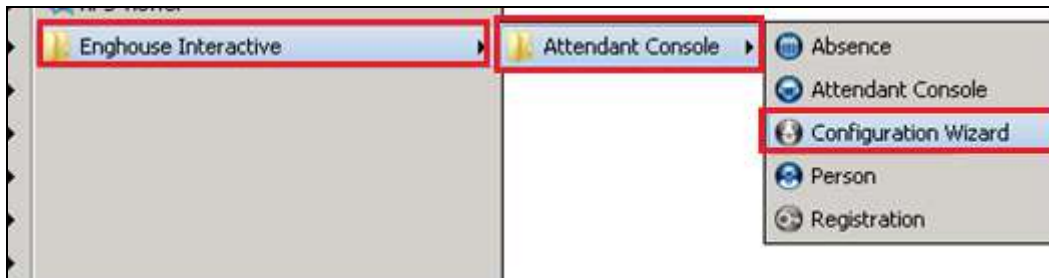 Enghouse Interactive
Attendant Console
Absence
Attendant Console
Configuration Wizard
Person
Registration